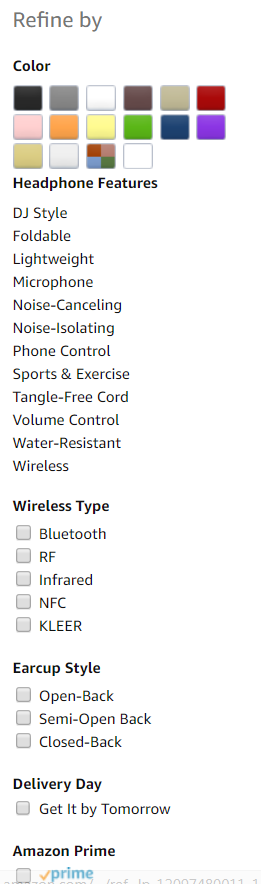 Refine by
Color
Headphone Features
DJ Style
Foldable
Lightweight
Microphone
Noise-Canceling
Noise-Isolating
Phone Control
Sports & Exercise
Tangle-Free Cord
Volume Control
Water-Resistant
Wireless
Wireless Type
Bluetooth
RF
Infrared
NFC
KLEER
Earcup Style
Open-Back
Semi-Open Back
Closed-Back
Delivery Day
Get It by Tomorrow
Amazon Prime
prime